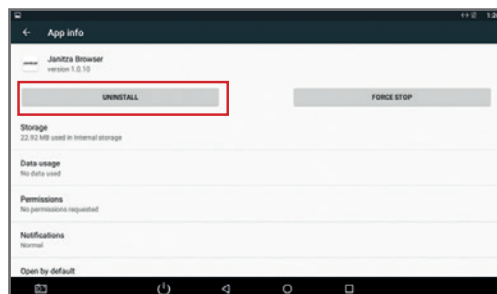 App info
Janitza Browser
version 1.0.10
UNINSTALL
FORCE STOP
Storage
22.92 MB used in Internal storage
Data usage
No data used
Permissions
No permissions requested
Notifications
Normal
Open by default